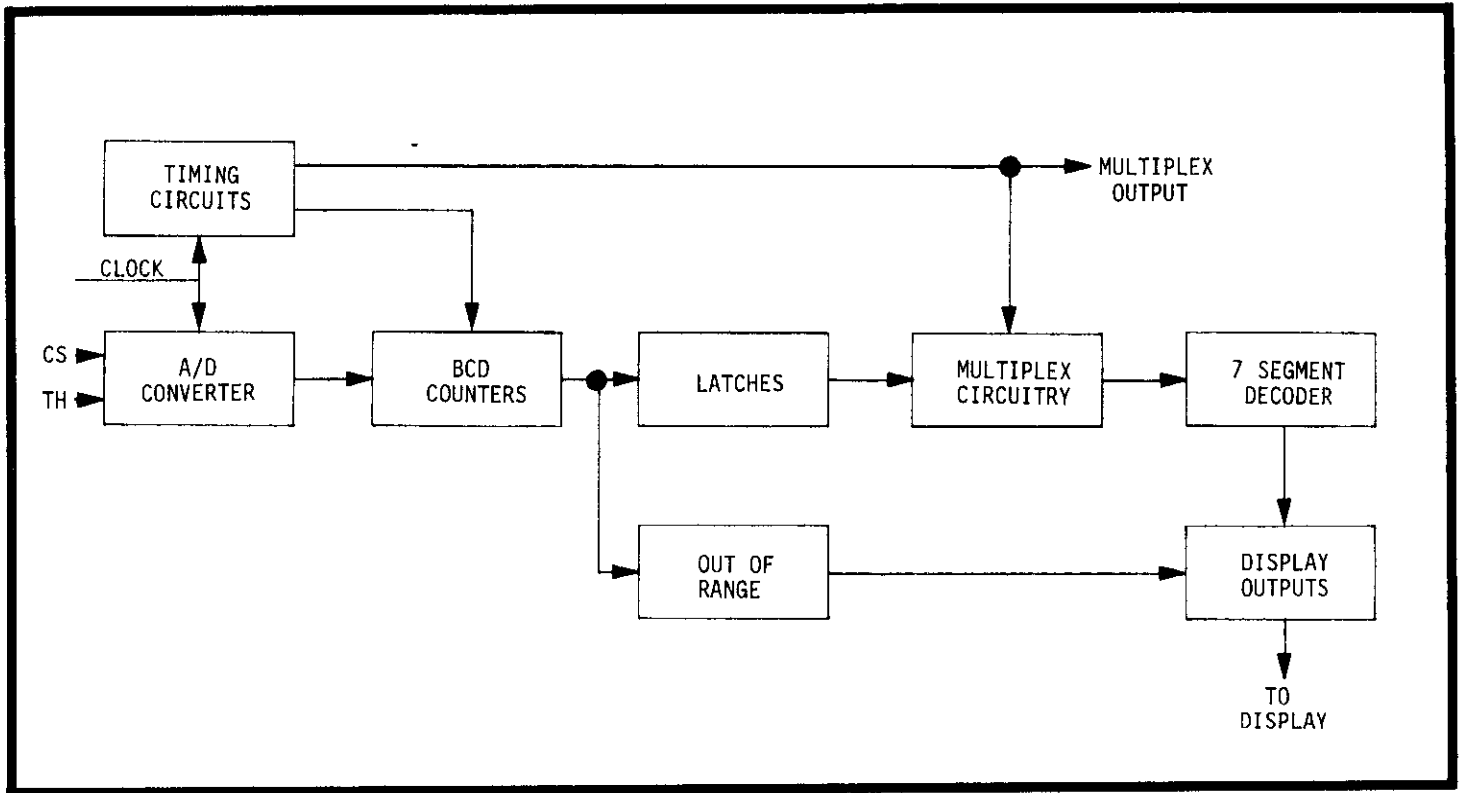 TIMING
CIRCUITS
MULTIPLEX
OUTPUT
CLOCK
CS
TH
A/D
CONVERTER
BCD
COUNTERS
LATCHES
MULTIPLEX
CIRCUITRY
7 SEGMENT
DECODER
OUT OF
RANGE
DISPLAY
OUTPUTS
TO
DISPLAY